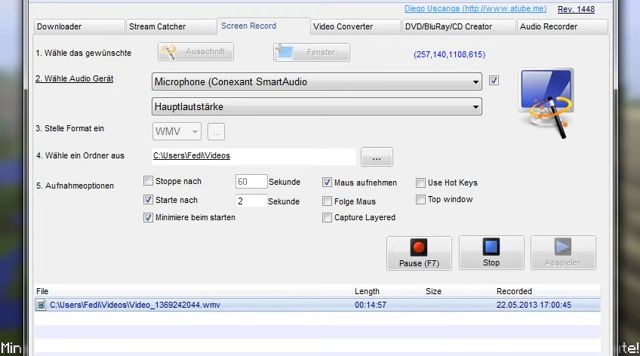 Diego Uscanga (http://www.atube.me) Rev. 1448
Downloader Stream Catcher Screen Record Video Converter DVD/BluRay/CD Creator Audio Recorder
1. Wähle das gewünschte Ausschnitt Fenster (257,140,1108,615)
2. Wähle Audio Gerät Microphone (Conexant SmartAudio
Hauptlautstärke
3. Stelle Format ein WMV ...
4. Wähle ein Ordner aus C:\Users\Fedi\Videos ...
5. Aufnahmeoptionen Stoppe nach 60 Sekunde Maus aufnehmen Use Hot Keys
Starte nach 2 Sekunde Folge Maus Top window
Minimiere beim starten Capture Layered
Pause (F7) Stop Abspielen
File Length Size Recorded
C:\Users\Fedi\Videos\Video_1369242044.wmv 00:14:57 22.05.2013 17:00:45